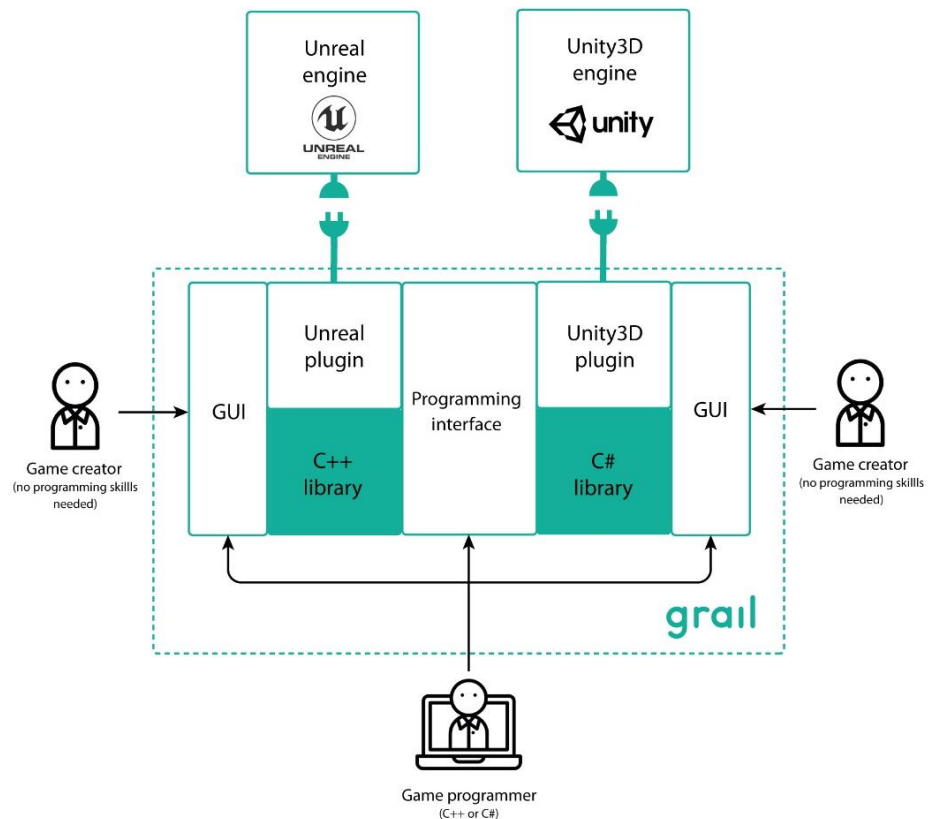 Unreal
engine
UNREAL
ENGINE
Unity3D
engine
unity
GUI
Unreal
plugin
C++
library
Programming
interface
Unity3D
plugin
C#
library
GUI
Game creator
(no programming skillls
needed)
Game creator
(no programming skillls
needed)
grail
Game programmer
(C++ or C#)